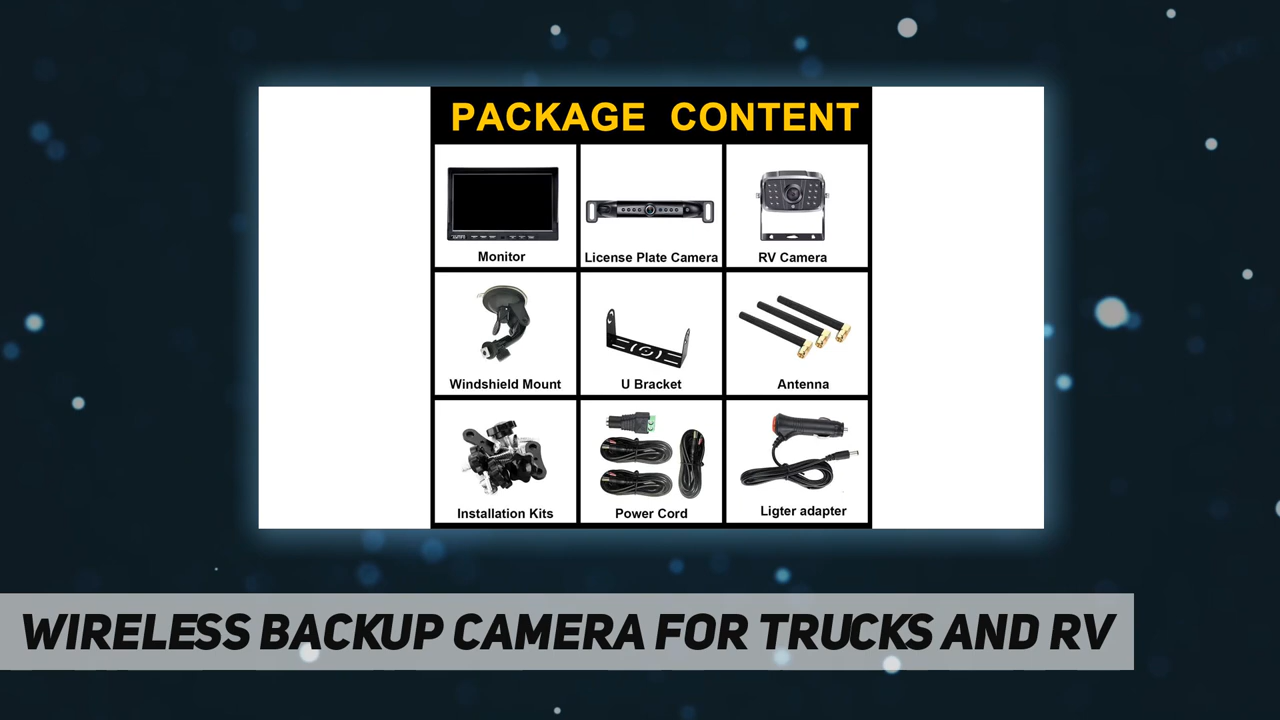 PACKAGE CONTENT
Monitor
License Plate Camera
RV Camera
Windshield Mount
U Bracket
Antenna
Installation Kits
Power Cord
Ligter adapter
WIRELESS BACKUP CAMERA FOR TRUCKS AND RV